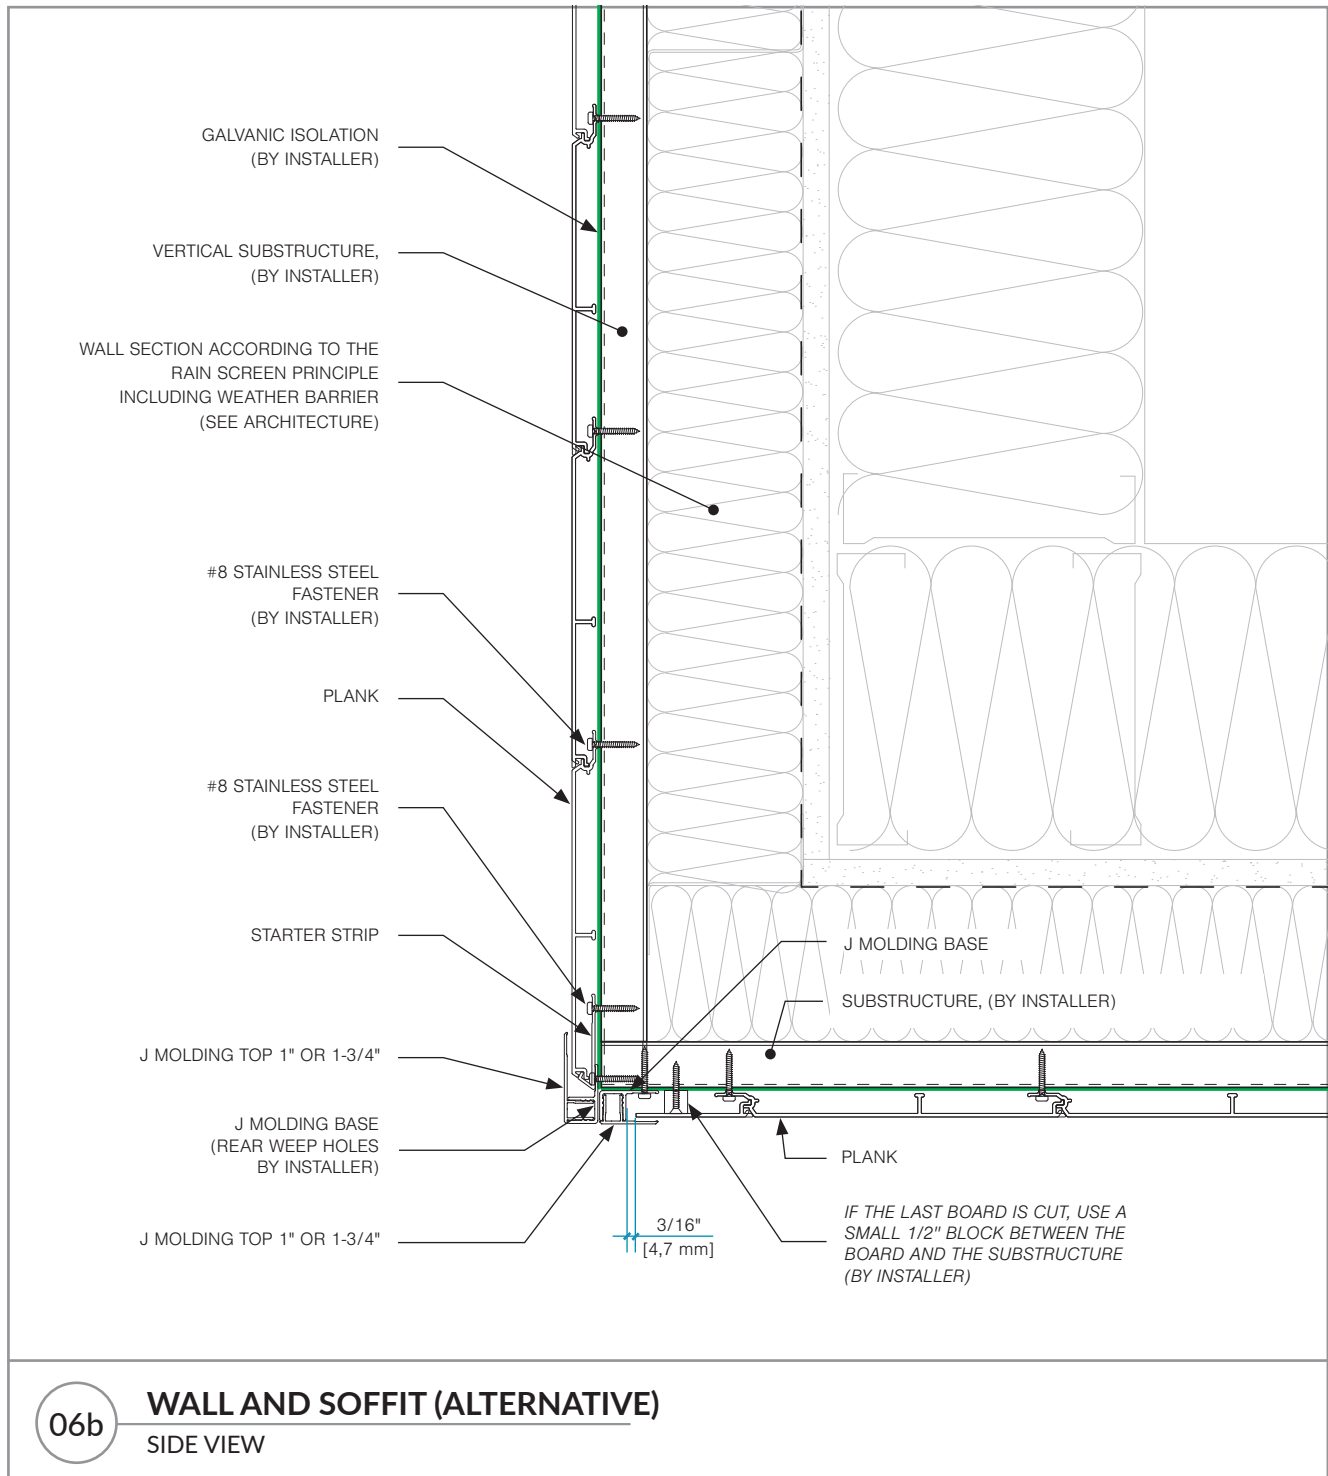 GALVANIC ISOLATION
(BY INSTALLER)
VERTICAL SUBSTRUCTURE,
(BY INSTALLER)
WALL SECTION ACCORDING TO THE
RAIN SCREEN PRINCIPLE
INCLUDING WEATHER BARRIER
(SEE ARCHITECTURE)
#8 STAINLESS STEEL
FASTENER
(BY INSTALLER)
PLANK
#8 STAINLESS STEEL
FASTENER
(BY INSTALLER)
STARTER STRIP
J MOLDING TOP 1" OR 1-3/4"
J MOLDING BASE
(REAR WEEP HOLES
BY INSTALLER)
J MOLDING TOP 1" OR 1-3/4"
J MOLDING BASE
SUBSTRUCTURE, (BY INSTALLER)
PLANK
IF THE LAST BOARD IS CUT, USE A
SMALL 1/2" BLOCK BETWEEN THE
BOARD AND THE SUBSTRUCTURE
(BY INSTALLER)
3/16"
[4,7 mm]
06b
WALL AND SOFFIT (ALTERNATIVE)
SIDE VIEW